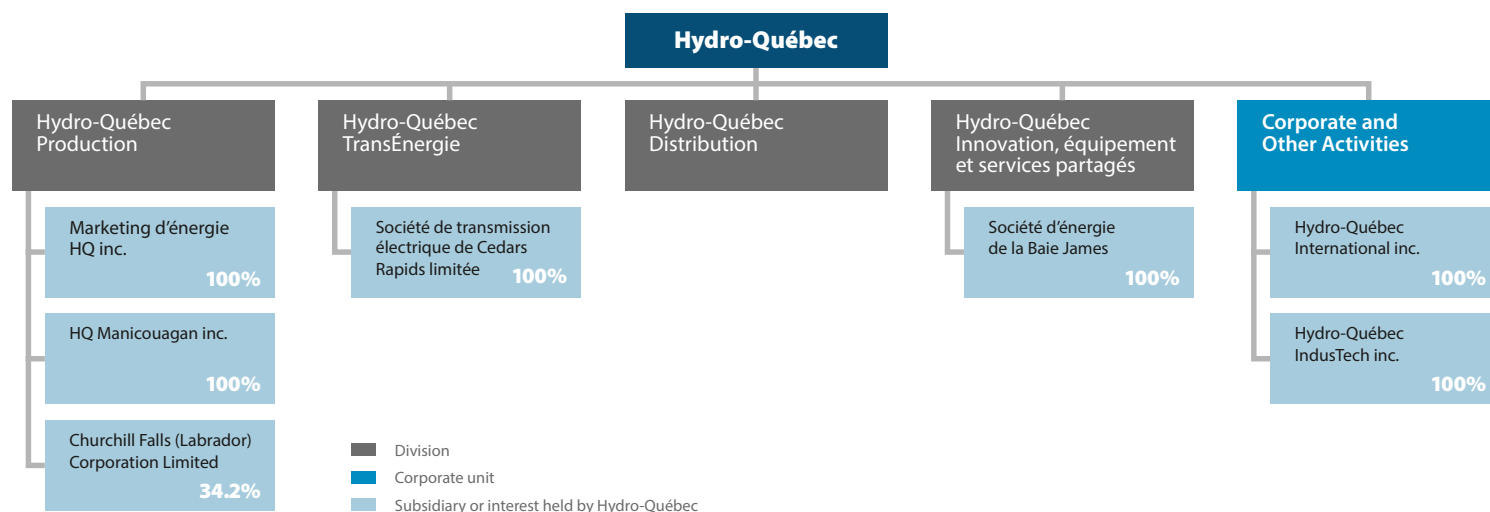 Hydro-Québec
Hydro-Québec
Production
Hydro-Québec
TransÉnergie
Hydro-Québec
Distribution
Hydro-Québec
Innovation, équipement
et services partagés
Corporate and
Other Activities
Marketing d’énergie
HQ inc.
100%
Société de transmission
électrique de Cedars
Rapids limitée 100%
Société d’énergie
de la Baie James
100%
Hydro-Québec
International inc.
100%
HQ Manicouagan inc.
100%
Hydro-Québec
IndusTech inc.
100%
Churchill Falls (Labrador)
Corporation Limited
34.2%
Division
Corporate unit
Subsidiary or interest held by Hydro-Québec